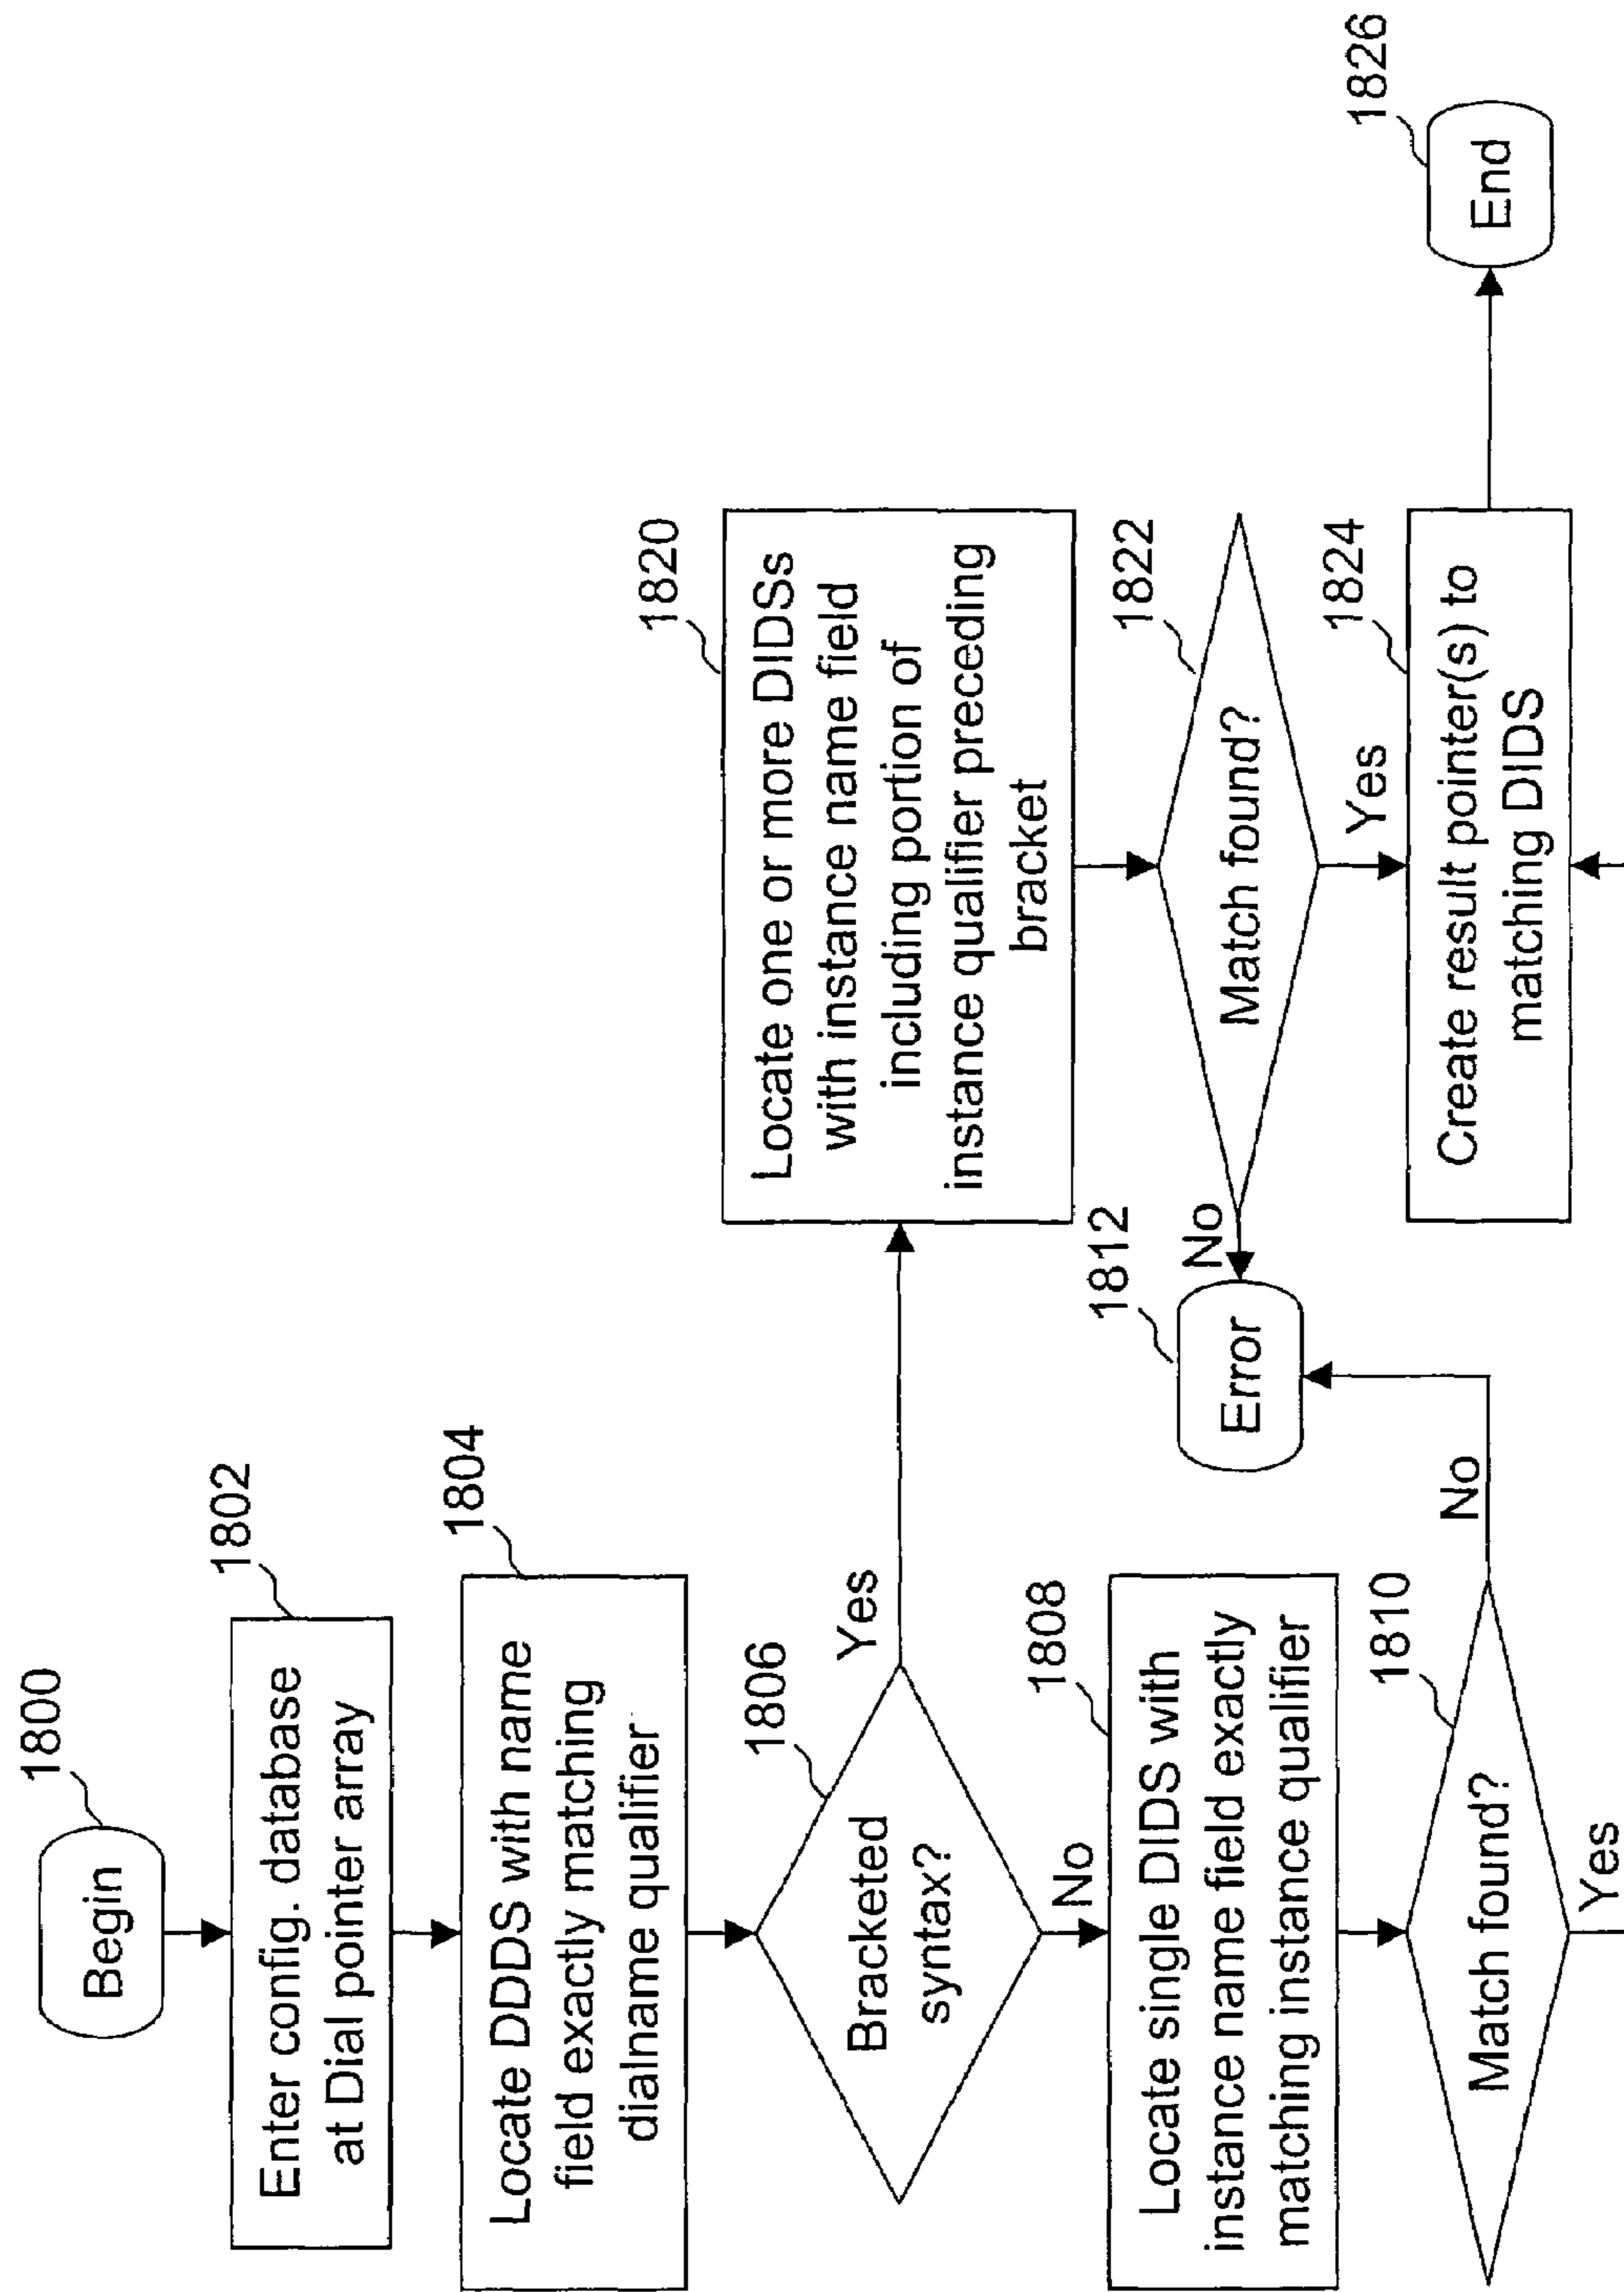 1800
Begin
1802
Enter config. database
at Dial pointer array
1804
Locate DDDS with name
field exactly matching
dialname qualifier
1806
Bracketed
syntax?
Yes
No
1808
Locate single DIDS with
instance name field exactly
matching instance qualifier
1810
Match found?
No
Yes
1812
Error
1820
Locate one or more DIDSs
with instance name field
including portion of
instance qualifier preceding
bracket
1822
Match found?
No
Yes
1824
Create result pointer(s) to
matching DIDS
1826
End